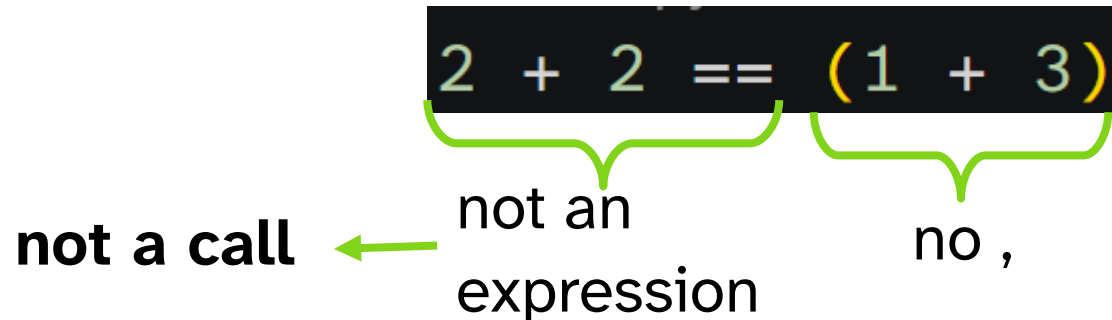 2 + 2 == (1 + 3)
not an
expression
no ,
not a call